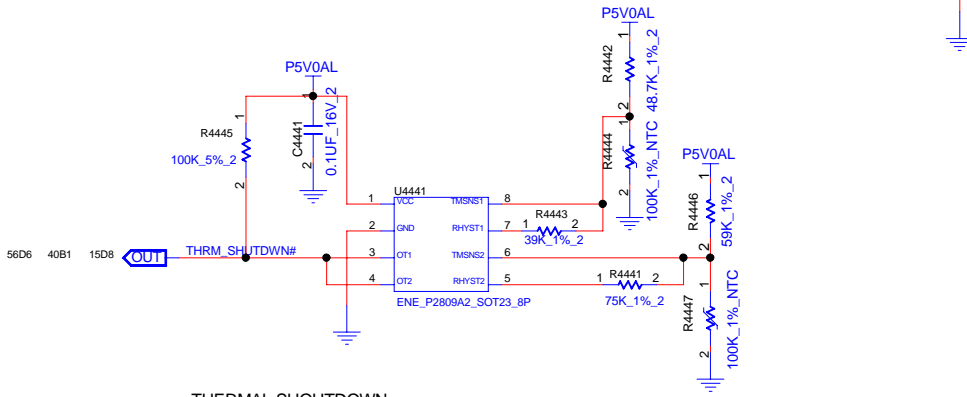 P5V0AL
1
R4442
48.7K_1%_2
2
P5V0AL
1
R4445
100K_5%_2
2
1
C4441
0.1UF_16V_2
2
1
R4444
100K_1%_NTC
2
P5V0AL
1
R4446
59K_1%_2
2
U4441
1 VCC TMSNS1 8
2 GND RHYST1 7
1 R4443 2
39K_1%_2
56D6 40B1 15D8 OUT THRM_SHUTDWN#
3 OT1 TMSNS2 6
4 OT2 RHYST2 5
1 R4441 2
75K_1%_2
ENE_P2809A2_SOT23_8P
1
R4447
100K_1%_NTC
2